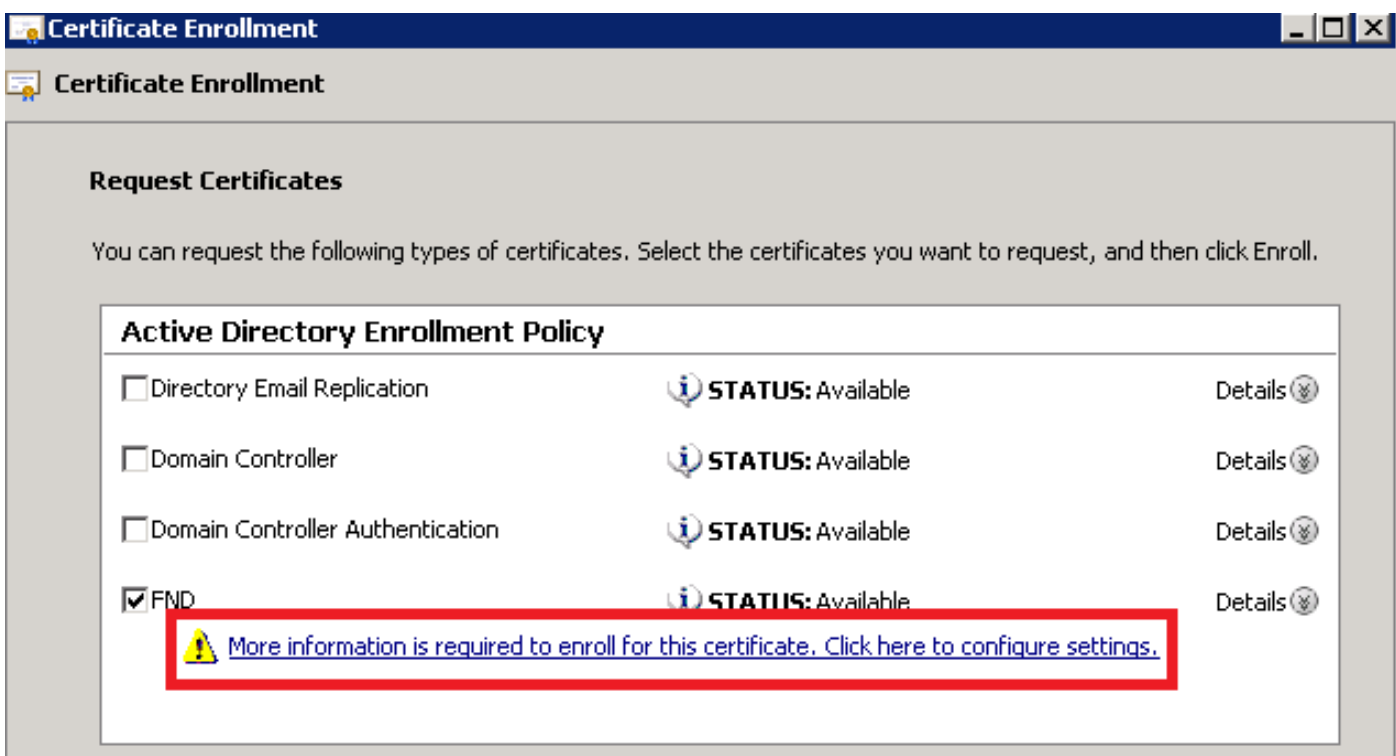 Certificate Enrollment
Certificate Enrollment
Request Certificates
You can request the following types of certificates. Select the certificates you want to request, and then click Enroll.
Active Directory Enrollment Policy
Directory Email Replication STATUS: Available Details
Domain Controller STATUS: Available Details
Domain Controller Authentication STATUS: Available Details
FND STATUS: Available Details
More information is required to enroll for this certificate. Click here to configure settings.